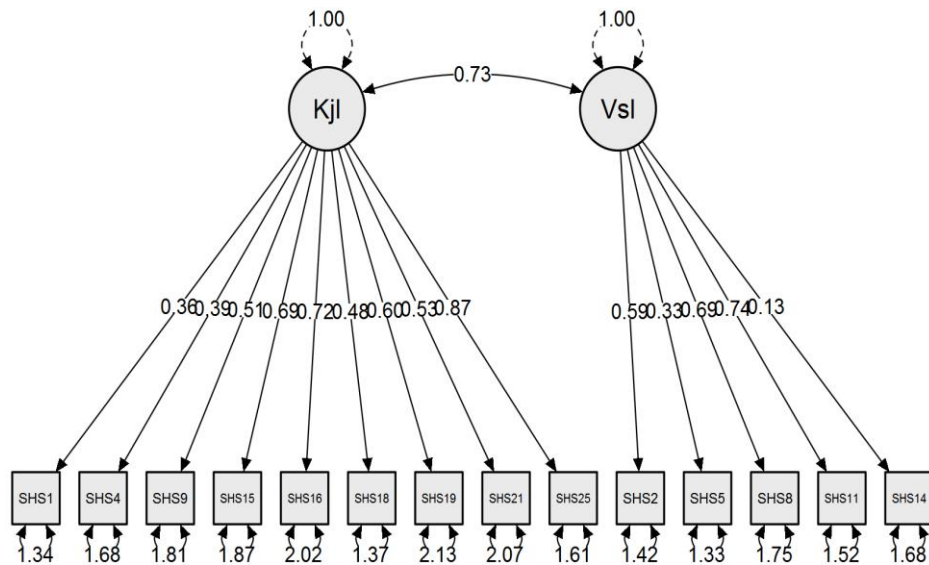 1.00 1.00
0.73
Kjl Vsl
0.36 0.39 0.51 0.69 0.72 0.48 0.60 0.53 0.87 0.59 0.33 0.69 0.74 0.13
SHS1 SHS4 SHS9 SHS15 SHS16 SHS18 SHS19 SHS21 SHS25 SHS2 SHS5 SHS8 SHS11 SHS14
1.34 1.68 1.81 1.87 2.02 1.37 2.13 2.07 1.61 1.42 1.33 1.75 1.52 1.68